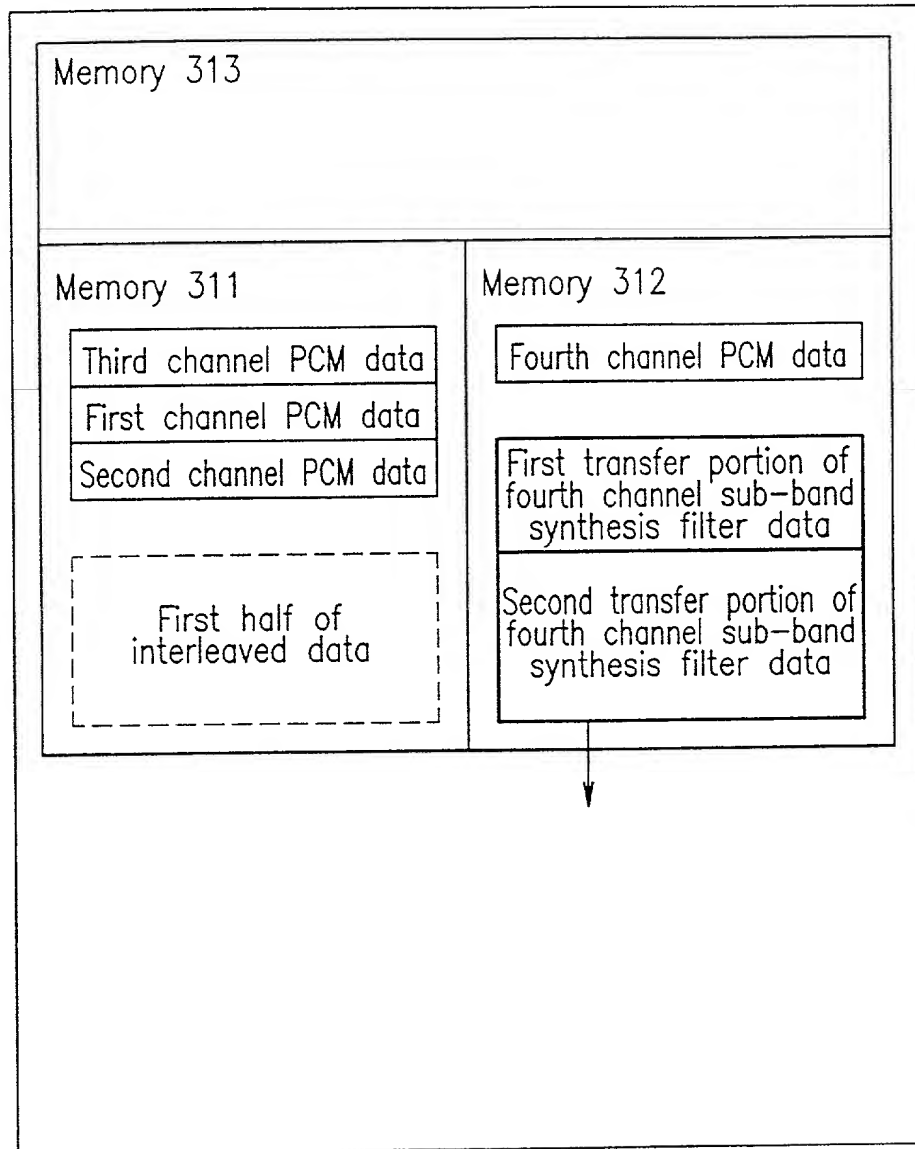 Memory 313
Memory 311
Third channel PCM data
First channel PCM data
Second channel PCM data
First half of
interleaved data
Memory 312
Fourth channel PCM data
First transfer portion of
fourth channel sub-band
synthesis filter data
Second transfer portion of
fourth channel sub-band
synthesis filter data